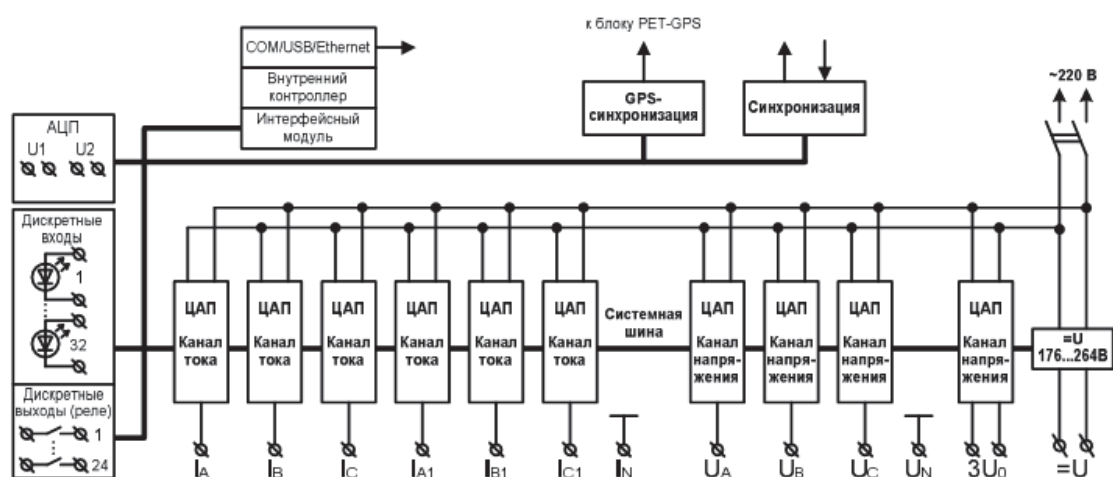 к блоку PET-GPS
COM/USB/Ethernet
Внутренний
контроллер
Интерфейсный
модуль
GPS-
синхронизация
Синхронизация
~220 В
АЦП
U1 U2
Дискретные
входы
1
32
Дискретные
выходы (реле)
1
24
ЦАП
Канал
тока
ЦАП
Канал
тока
ЦАП
Канал
тока
ЦАП
Канал
тока
ЦАП
Канал
тока
ЦАП
Канал
тока
Системная
шина
ЦАП
Канал
напря-
жения
ЦАП
Канал
напря-
жения
ЦАП
Канал
напря-
жения
ЦАП
Канал
напря-
жения
=U
176...264В
IA IB IC IA1 IB1 IC1 IN UA UB UC UN 3U0 =U